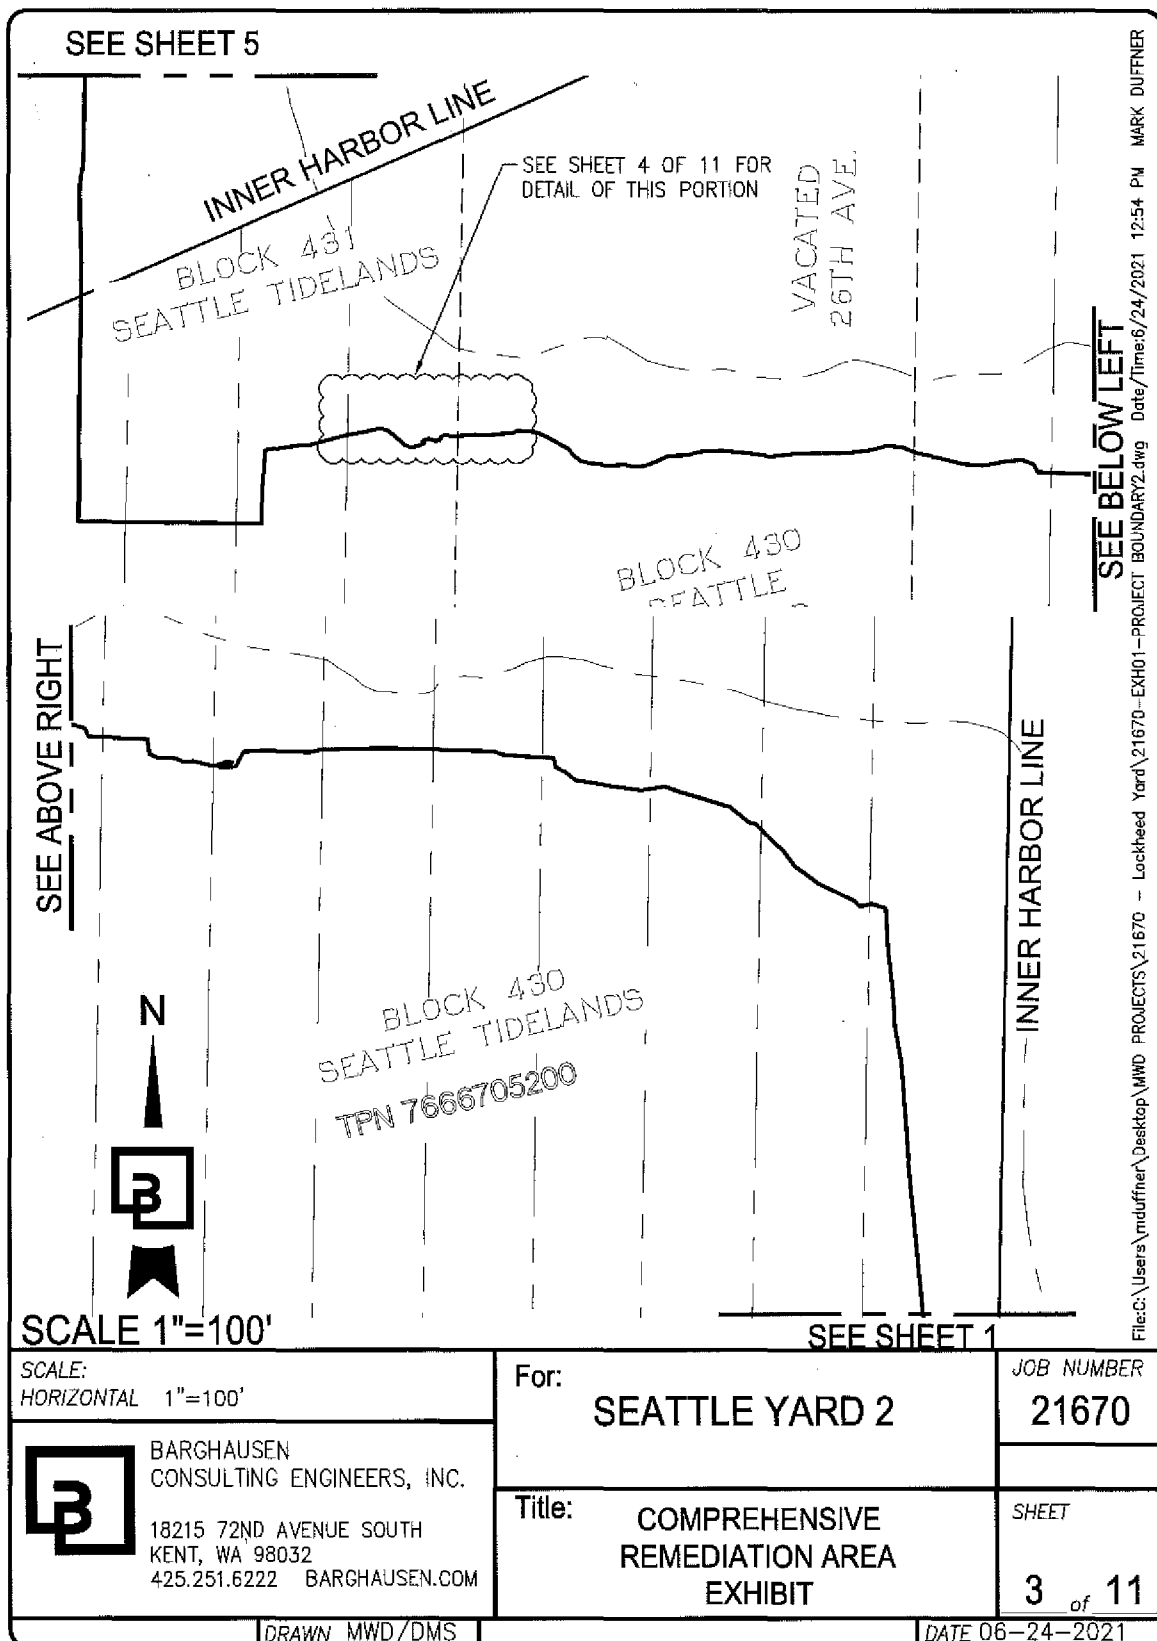 SEE SHEET 5
INNER HARBOR LINE
SEE SHEET 4 OF 11 FOR
DETAIL OF THIS PORTION
VACATED
26TH AVE.
BLOCK 431
SEATTLE TIDELANDS
SEE BELOW LEFT
BLOCK 430
SEATTLE
SEE ABOVE RIGHT
INNER HARBOR LINE
BLOCK 430
SEATTLE TIDELANDS
TPN 7666705200
N
B
SCALE 1"=100'
SEE SHEET 1
File:C:\Users\mduffner\Desktop\MWD PROJECTS\21670 - Lockheed Yard\21670-EXH01-PROJECT BOUNDARY2.dwg Date/Time:6/24/2021 12:54 PM MARK DUFFNER
SCALE:
HORIZONTAL 1"=100'
For:
SEATTLE YARD 2
JOB NUMBER
21670
B
BARGHAUSEN
CONSULTING ENGINEERS, INC.
18215 72ND AVENUE SOUTH
KENT, WA 98032
425.251.6222 BARGHAUSEN.COM
Title:
COMPREHENSIVE
REMEDIATION AREA
EXHIBIT
SHEET
3 of 11
DRAWN MWD/DMS
DATE 06-24-2021